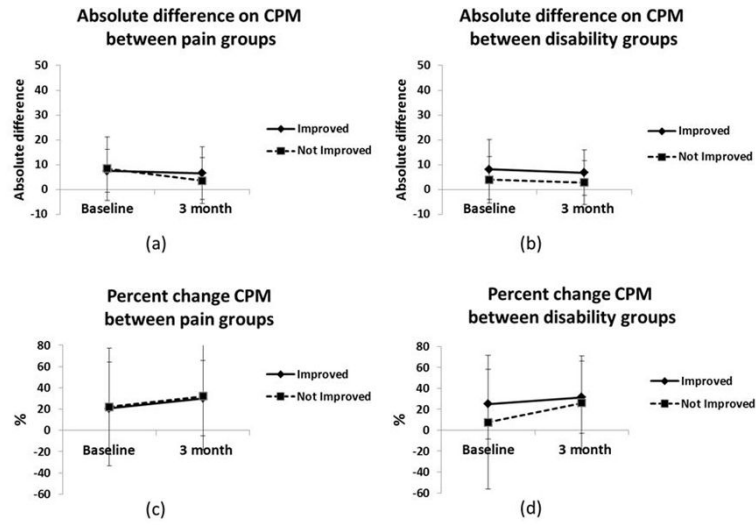 Absolute difference on CPM
between pain groups
50
40
30
20
10
0
-10
Absolute difference
Baseline
3 month
Improved
Not Improved
(a)
Absolute difference on CPM
between disability groups
50
40
30
20
10
0
-10
Absolute difference
Baseline
3 month
Improved
Not Improved
(b)
Percent change CPM
between pain groups
80
60
40
20
0
-20
-40
-60
%
Baseline
3 month
Improved
Not Improved
(c)
Percent change CPM
between disability groups
80
60
40
20
0
-20
-40
-60
%
Baseline
3 month
Improved
Not Improved
(d)